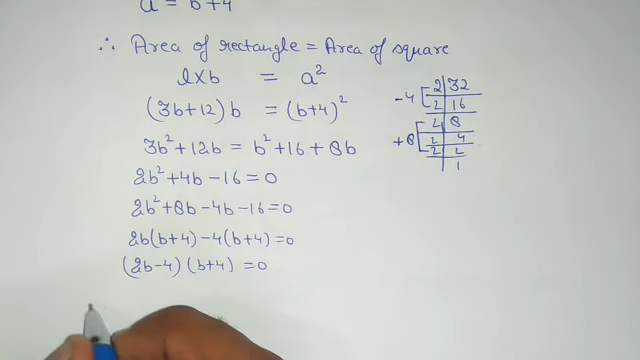 a = b+4
∴ Area of rectangle = Area of square
l×b = a²
(3b+12)b = (b+4)²
3b²+12b = b²+16+8b
2b²+4b-16=0
2b²+8b-4b-16=0
2b(b+4)-4(b+4)=0
(2b-4)(b+4)=0
2 32
-4 2 16
2 8
+8 2 4
2 2
1